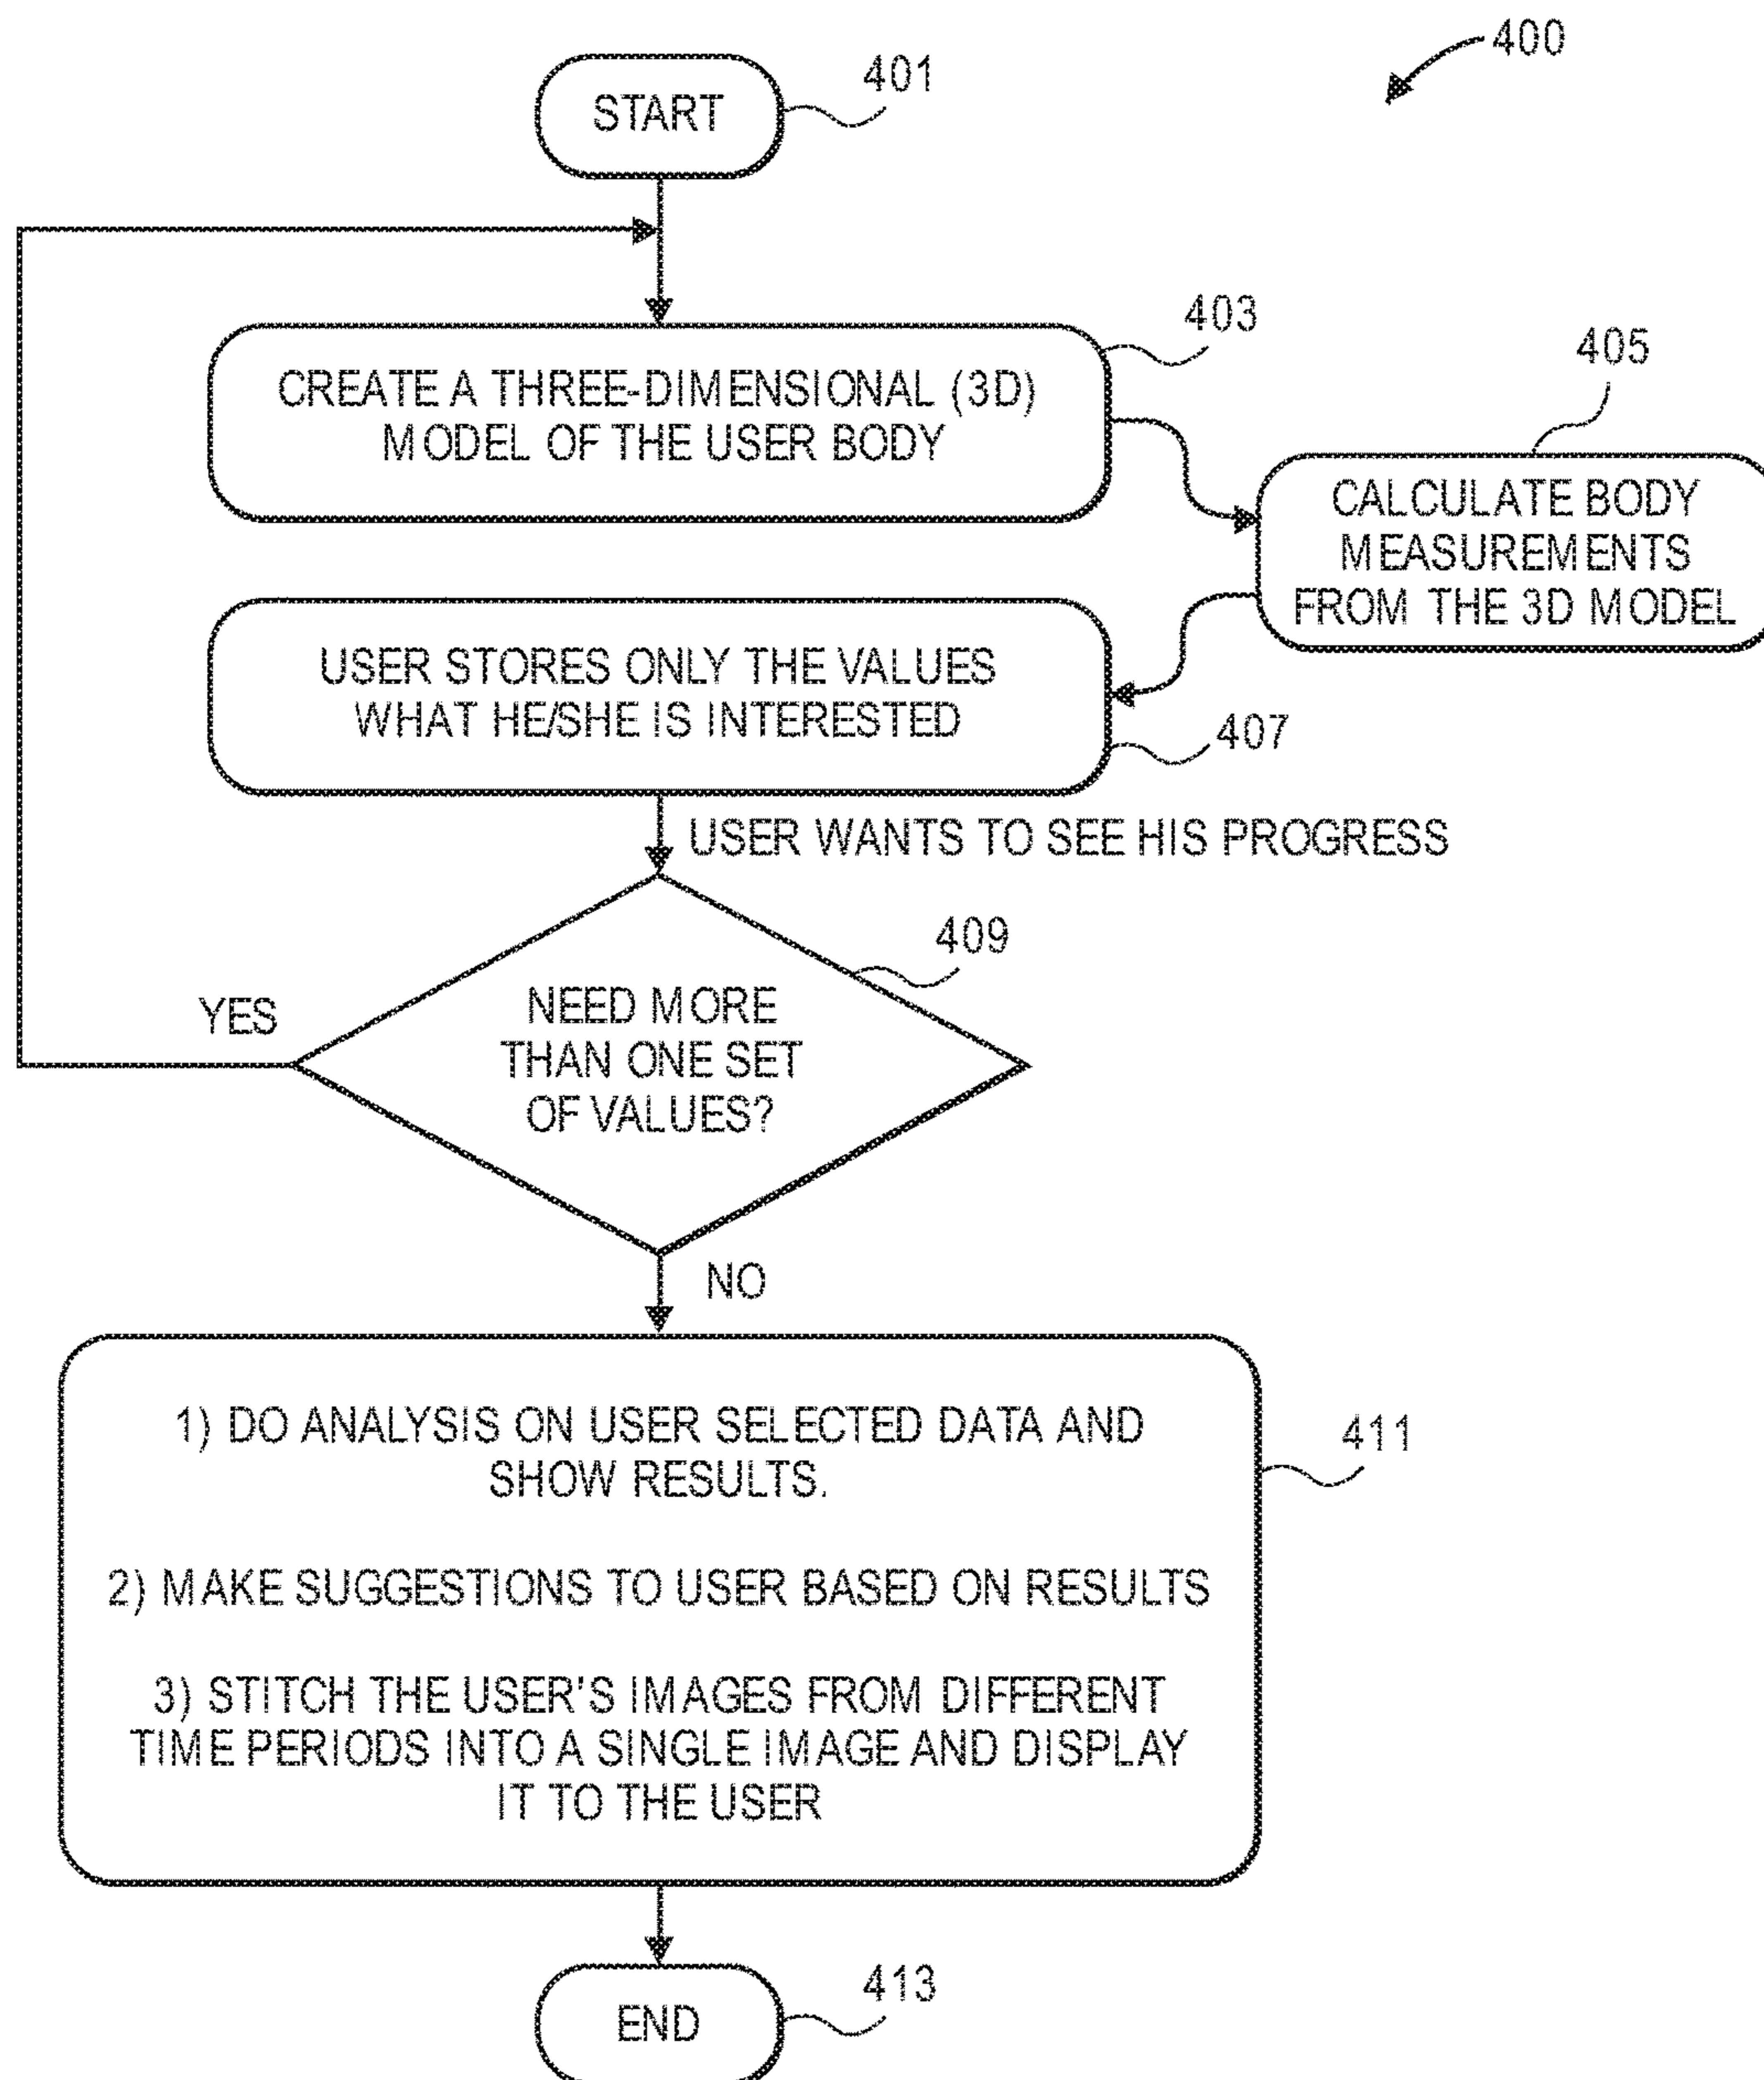 400
START
401
403
CREATE A THREE-DIMENSIONAL (3D)
MODEL OF THE USER BODY
405
CALCULATE BODY
MEASUREMENTS
FROM THE 3D MODEL
USER STORES ONLY THE VALUES
WHAT HE/SHE IS INTERESTED
407
USER WANTS TO SEE HIS PROGRESS
409
NEED MORE
THAN ONE SET
OF VALUES?
YES
NO
1) DO ANALYSIS ON USER SELECTED DATA AND
SHOW RESULTS.
411
2) MAKE SUGGESTIONS TO USER BASED ON RESULTS
3) STITCH THE USER'S IMAGES FROM DIFFERENT
TIME PERIODS INTO A SINGLE IMAGE AND DISPLAY
IT TO THE USER
END
413